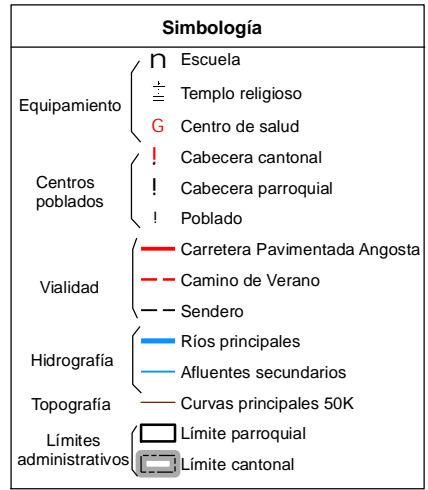 Simbología
Equipamiento
n Escuela
Templo religioso
G Centro de salud
Centros
poblados
! Cabecera cantonal
! Cabecera parroquial
! Poblado
Vialidad
Carretera Pavimentada Angosta
Camino de Verano
Sendero
Hidrografía
Ríos principales
Afluentes secundarios
Topografía
Curvas principales 50K
Límites
administrativos
Límite parroquial
Límite cantonal